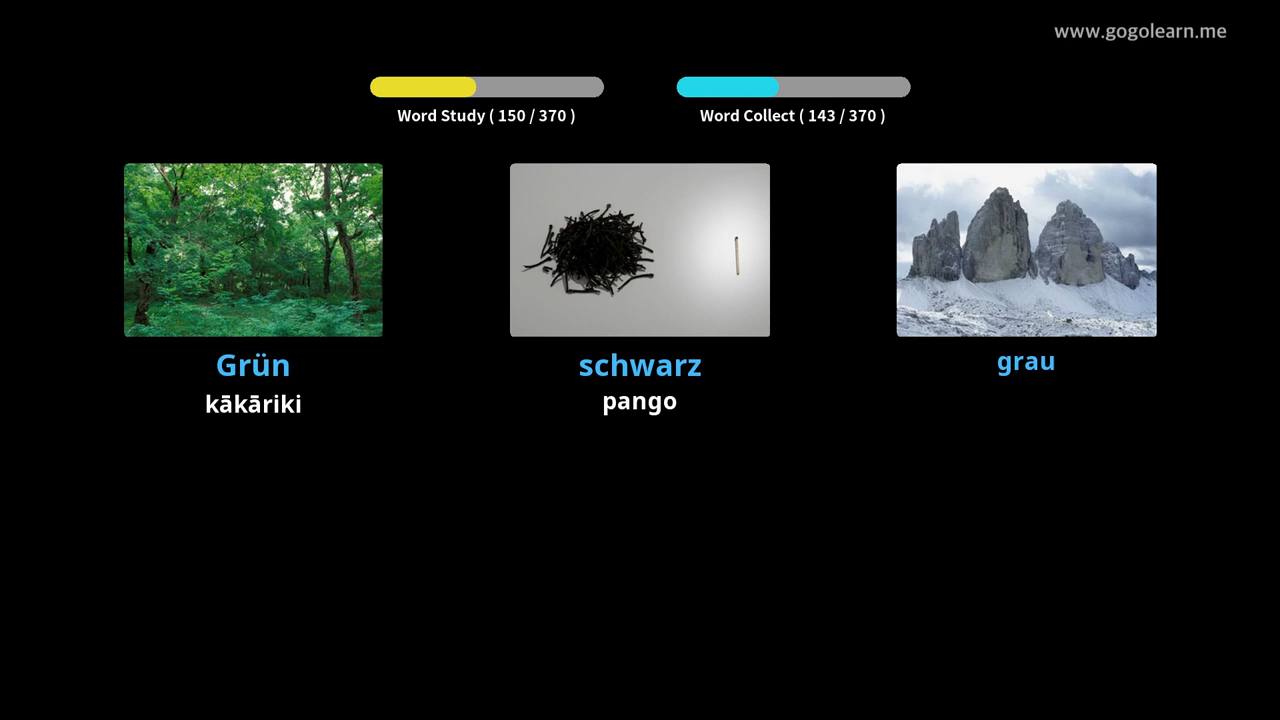 www.gogolearn.me
Word Study ( 150 / 370 )
Word Collect ( 143 / 370 )
Grün
kākāriki
schwarz
pango
grau